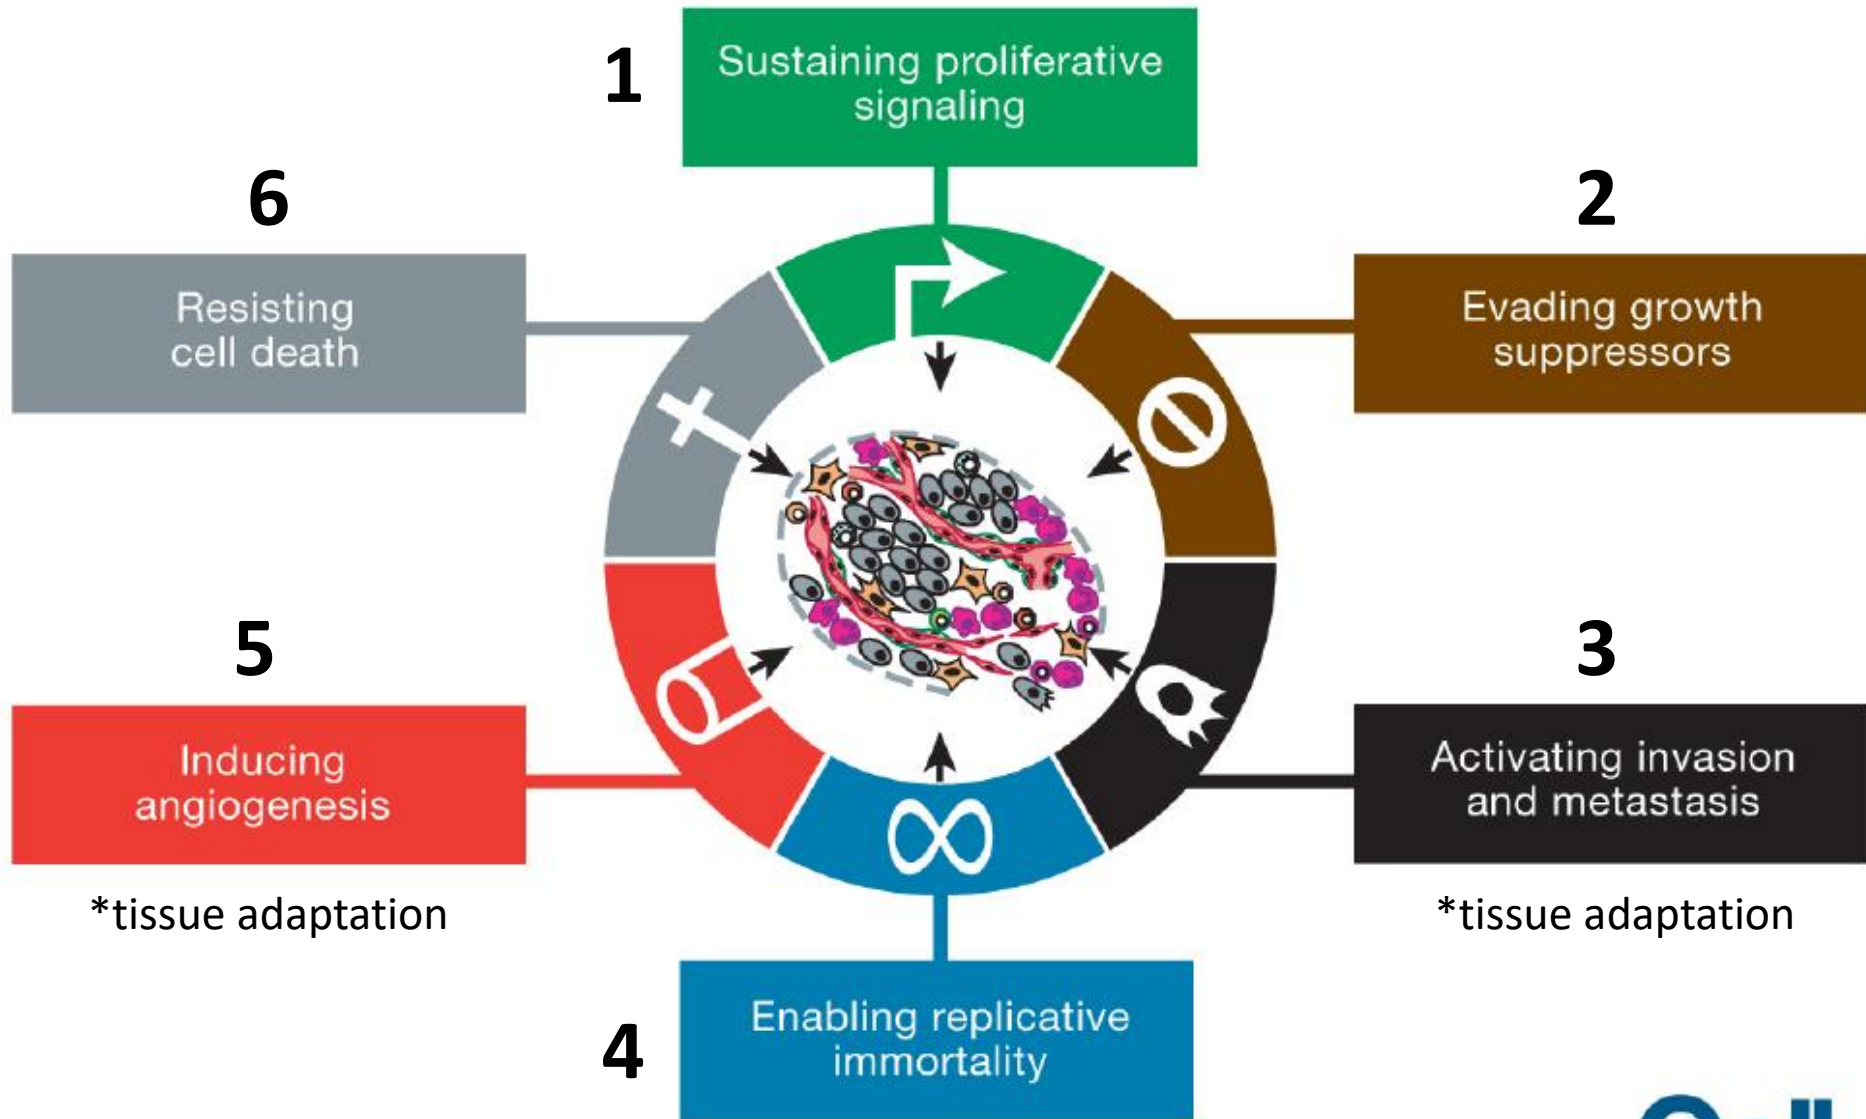 1
Sustaining proliferative
signaling
6
Resisting
cell death
2
Evading growth
suppressors
5
Inducing
angiogenesis
*tissue adaptation
3
Activating invasion
and metastasis
*tissue adaptation
4
Enabling replicative
immortality